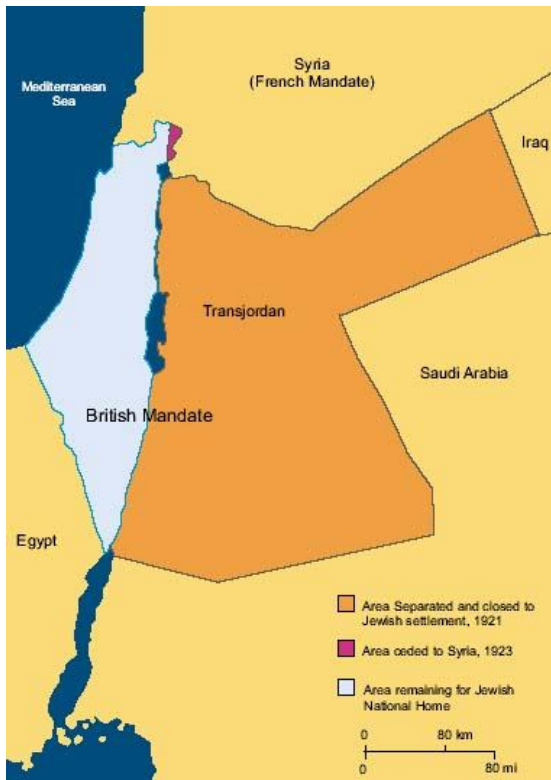 Syria
(French Mandate)
Mediterranean
Sea
Iraq
Transjordan
Saudi Arabia
British Mandate
Egypt
Area Separated and closed to
Jewish settlement, 1921
Area ceded to Syria, 1923
Area remaining for Jewish
National Home
0 80 km
0 80 mi